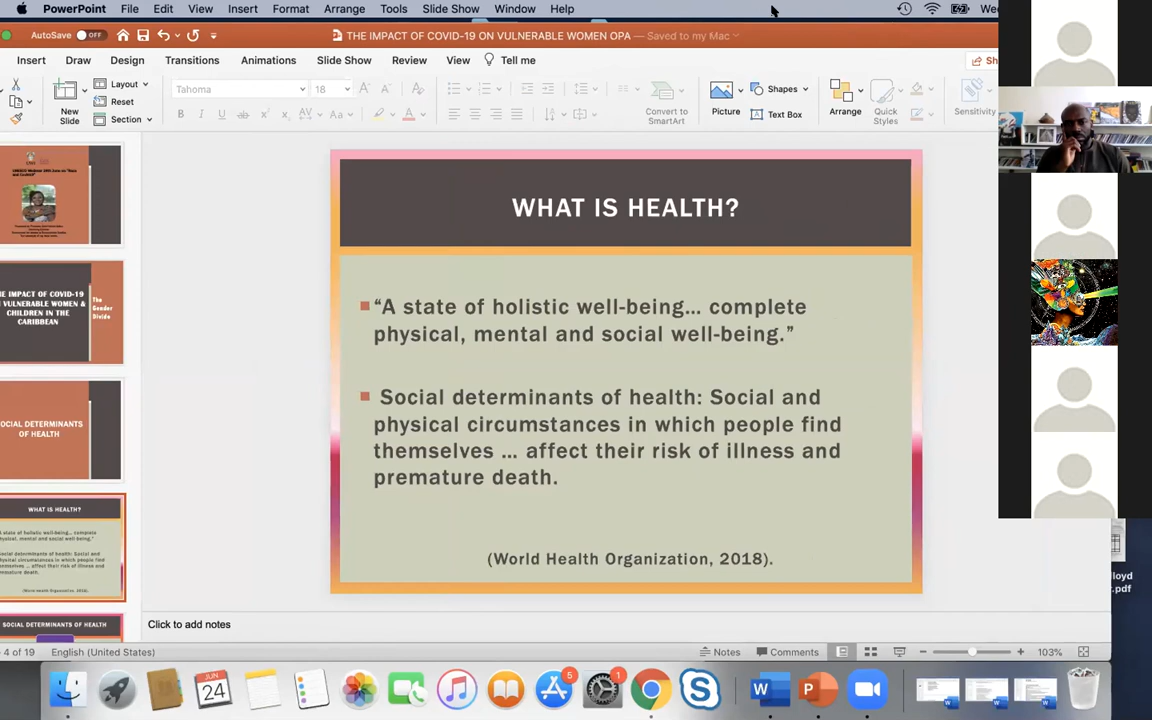 PowerPoint File Edit View Insert Format Arrange Tools Slide Show Window Help
AutoSave OFF THE IMPACT OF COVID-19 ON VULNERABLE WOMEN OPA — Saved to my Mac
Insert Draw Design Transitions Animations Slide Show Review View Tell me
New Slide
Layout
Reset
Section
Tahoma 18
Convert to SmartArt
Picture
Shapes
Text Box
Arrange
Quick Styles
Sensitivity
E IMPACT OF COVID-19
VULNERABLE WOMEN &
CHILDREN IN THE
CARIBBEAN
The
Gender
Divide
OCIAL DETERMINANTS
OF HEALTH
WHAT IS HEALTH?
SOCIAL DETERMINANTS OF HEALTH
WHAT IS HEALTH?
“A state of holistic well-being… complete
physical, mental and social well-being.”
Social determinants of health: Social and
physical circumstances in which people find
themselves … affect their risk of illness and
premature death.
(World Health Organization, 2018).
Click to add notes
4 of 19 English (United States) Notes Comments 103%
loyd
.pdf
JUN
24
5
1